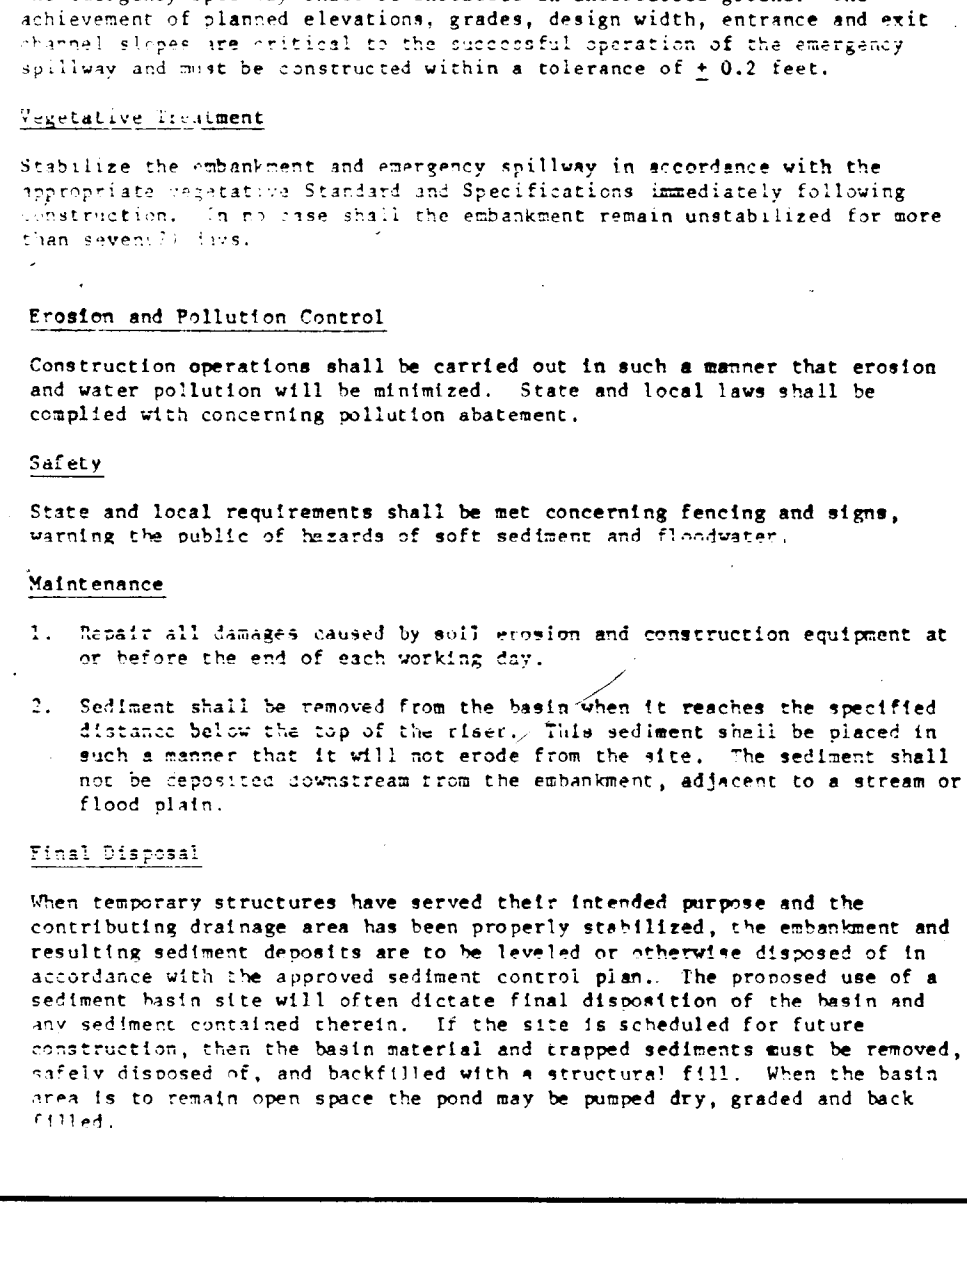 achievement of planned elevations, grades, design width, entrance and exit
channel slopes are critical to the successful operation of the emergency
spillway and must be constructed within a tolerance of ± 0.2 feet.
Vegetative Treatment
Stabilize the embankment and emergency spillway in accordance with the
appropriate vegetative Standard and Specifications immediately following
construction. In no case shall the embankment remain unstabilized for more
than seven days.
Erosion and Pollution Control
Construction operations shall be carried out in such a manner that erosion
and water pollution will be minimized. State and local laws shall be
complied with concerning pollution abatement.
Safety
State and local requirements shall be met concerning fencing and signs,
warning the public of hazards of soft sediment and floodwater.
Maintenance
1. Repair all damages caused by soil erosion and construction equipment at
or before the end of each working day.
2. Sediment shall be removed from the basin when it reaches the specified
distance below the top of the riser. This sediment shall be placed in
such a manner that it will not erode from the site. The sediment shall
not be deposited downstream from the embankment, adjacent to a stream or
flood plain.
Final Disposal
When temporary structures have served their intended purpose and the
contributing drainage area has been properly stabilized, the embankment and
resulting sediment deposits are to be leveled or otherwise disposed of in
accordance with the approved sediment control plan. The proposed use of a
sediment basin site will often dictate final disposition of the basin and
any sediment contained therein. If the site is scheduled for future
construction, then the basin material and trapped sediments must be removed,
safely disposed of, and backfilled with a structural fill. When the basin
area is to remain open space the pond may be pumped dry, graded and back
filled.